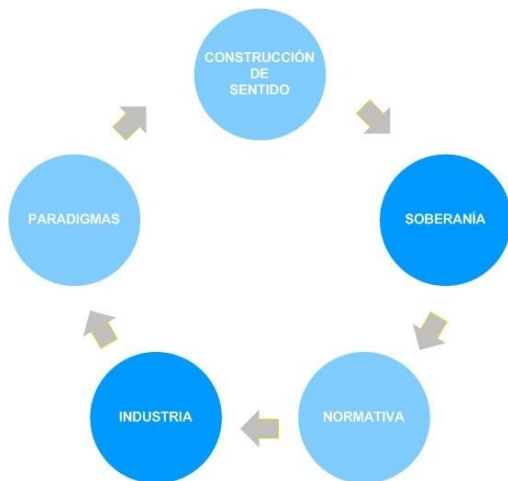 CONSTRUCCIÓN
DE
SENTIDO
SOBERANÍA
NORMATIVA
INDUSTRIA
PARADIGMAS